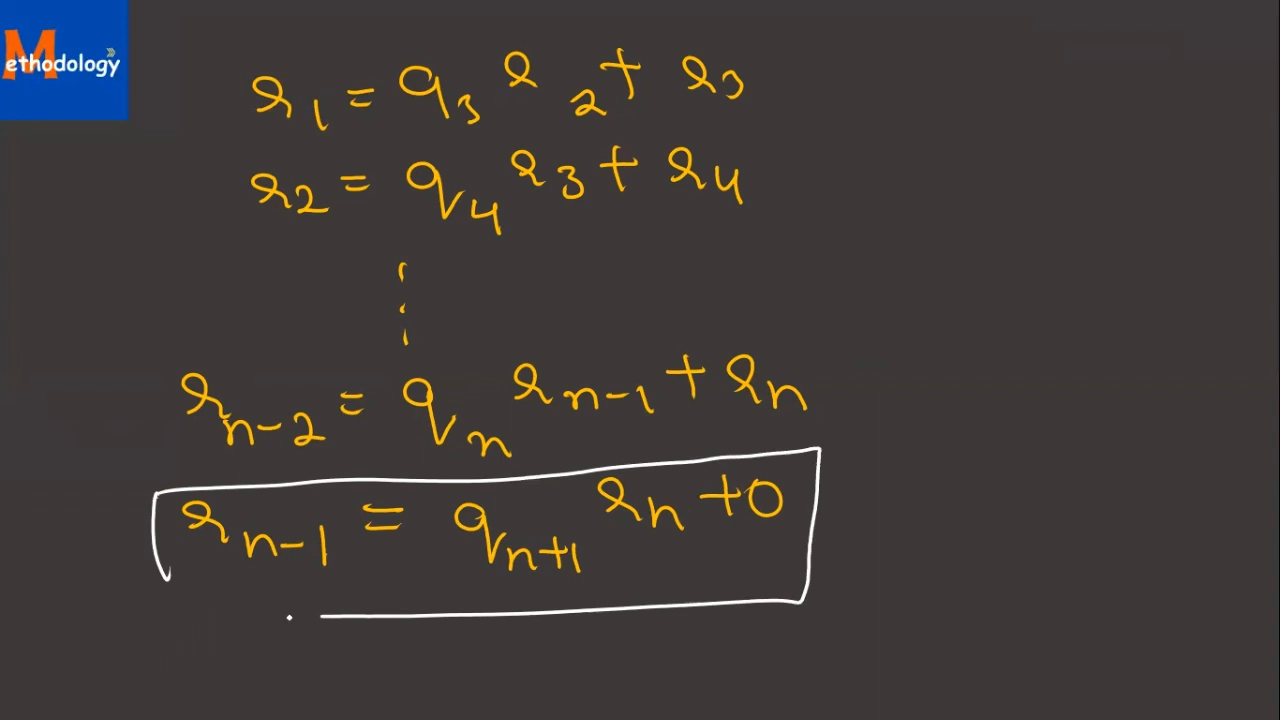 Methodology
r₁ = q₃ r₂ + r₃
r₂ = q₄ r₃ + r₄
⋮
rₙ₋₂ = qₙ rₙ₋₁ + rₙ
rₙ₋₁ = qₙ₊₁ rₙ + 0